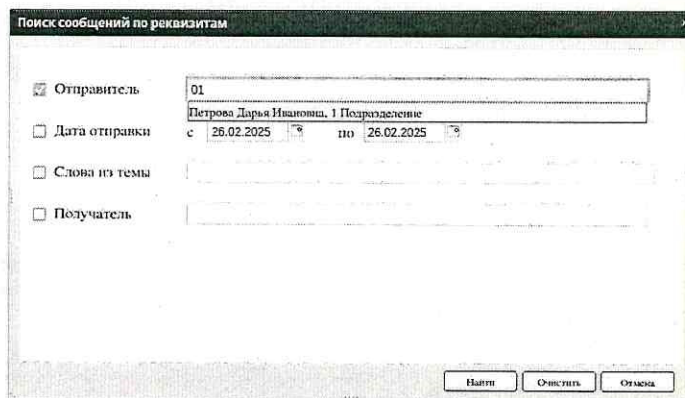 Поиск сообщений по реквизитам
Отправитель 01
Петрова Дарья Ивановна, 1 Подразделение
Дата отправки с 26.02.2025 по 26.02.2025
Слова из темы
Получатель
Найти Очистить Отмена